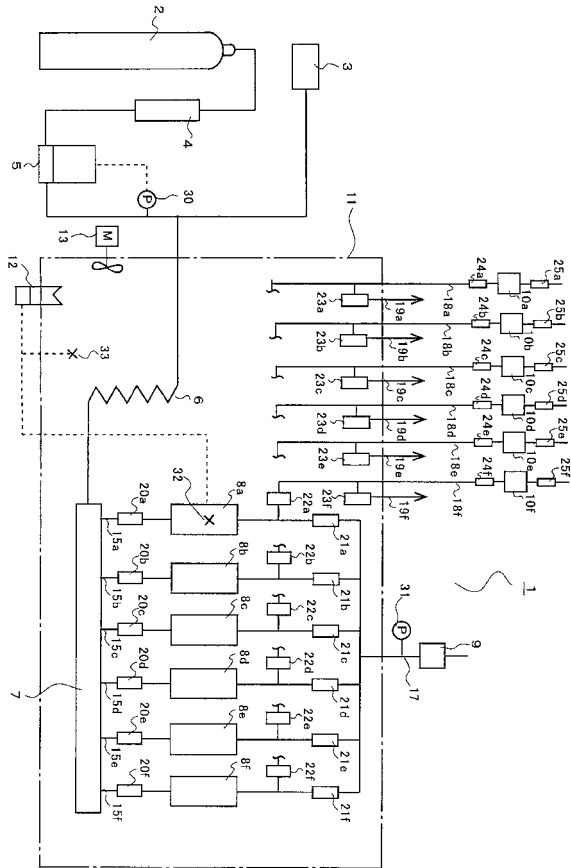 2
3
4
5
P
30
M
13
12
33
11
6
24a
10a
25a
24b
10b
25b
24c
10c
25c
24d
10d
25d
24e
10e
25e
24f
10f
25f
23a
19a
18a
23b
19b
18b
23c
19c
18c
23d
19d
18d
23e
19e
18e
23f
19f
18f
1
32
20a
8a
22a
21a
15a
20b
8b
22b
21b
15b
20c
8c
22c
21c
15c
20d
8d
22d
21d
15d
20e
8e
22e
21e
15e
20f
8f
22f
21f
15f
7
31
P
9
17